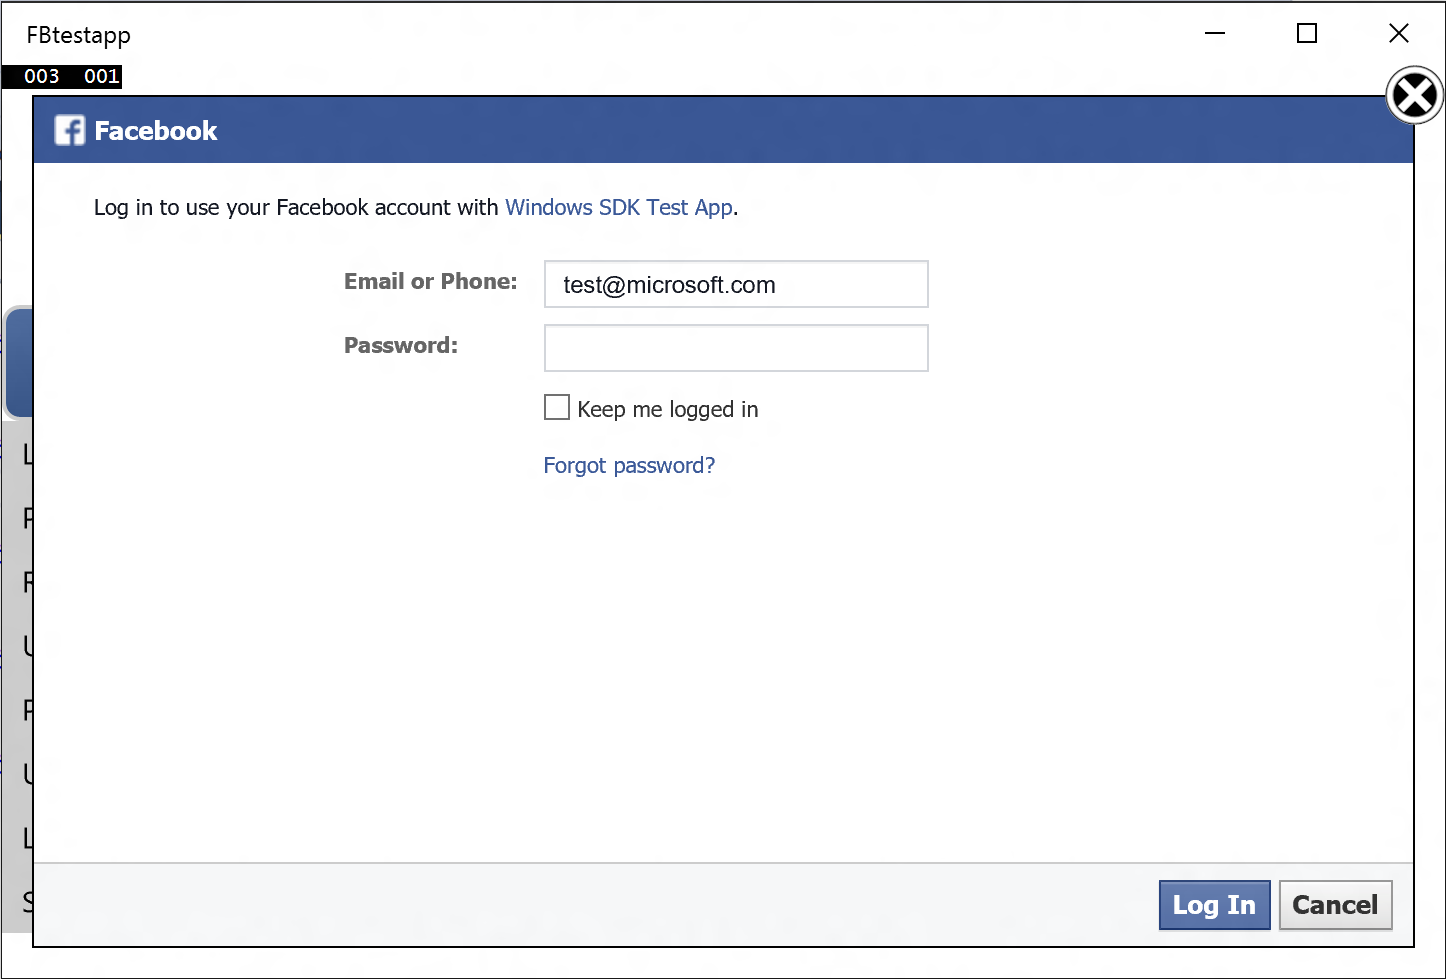 FBtestapp
003 001
Facebook
Log in to use your Facebook account with Windows SDK Test App.
Email or Phone: test@microsoft.com
Password:
Keep me logged in
Forgot password?
L
P
R
U
P
U
L
S
Log In Cancel